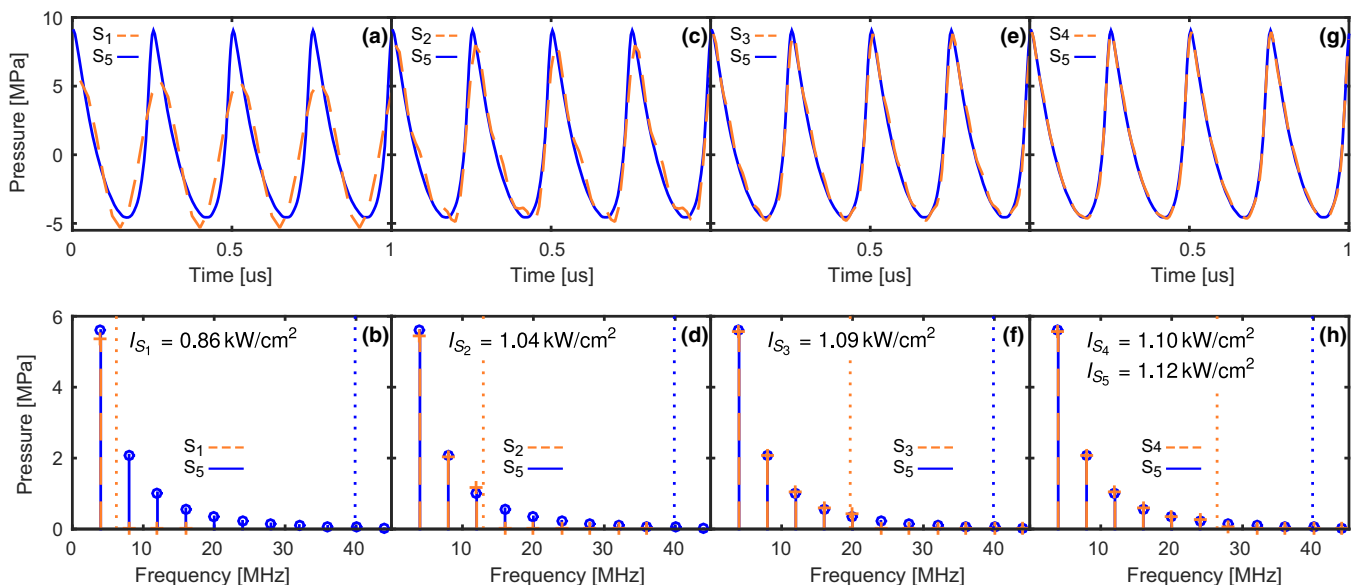 10
5
0
-5
Pressure [MPa]
S1
S5
(a)
S2
S5
(c)
S3
S5
(e)
S4
S5
(g)
0 0.5 1 0.5 0.5 0.5 1
Time [us] Time [us] Time [us] Time [us]
6
4
2
0
Pressure [MPa]
IS1 = 0.86 kW/cm²
(b)
S1
S5
IS2 = 1.04 kW/cm²
(d)
S2
S5
IS3 = 1.09 kW/cm²
(f)
S3
S5
IS4 = 1.10 kW/cm²
IS5 = 1.12 kW/cm²
(h)
S4
S5
0 10 20 30 40 10 20 30 40 10 20 30 40 10 20 30 40
Frequency [MHz] Frequency [MHz] Frequency [MHz] Frequency [MHz]